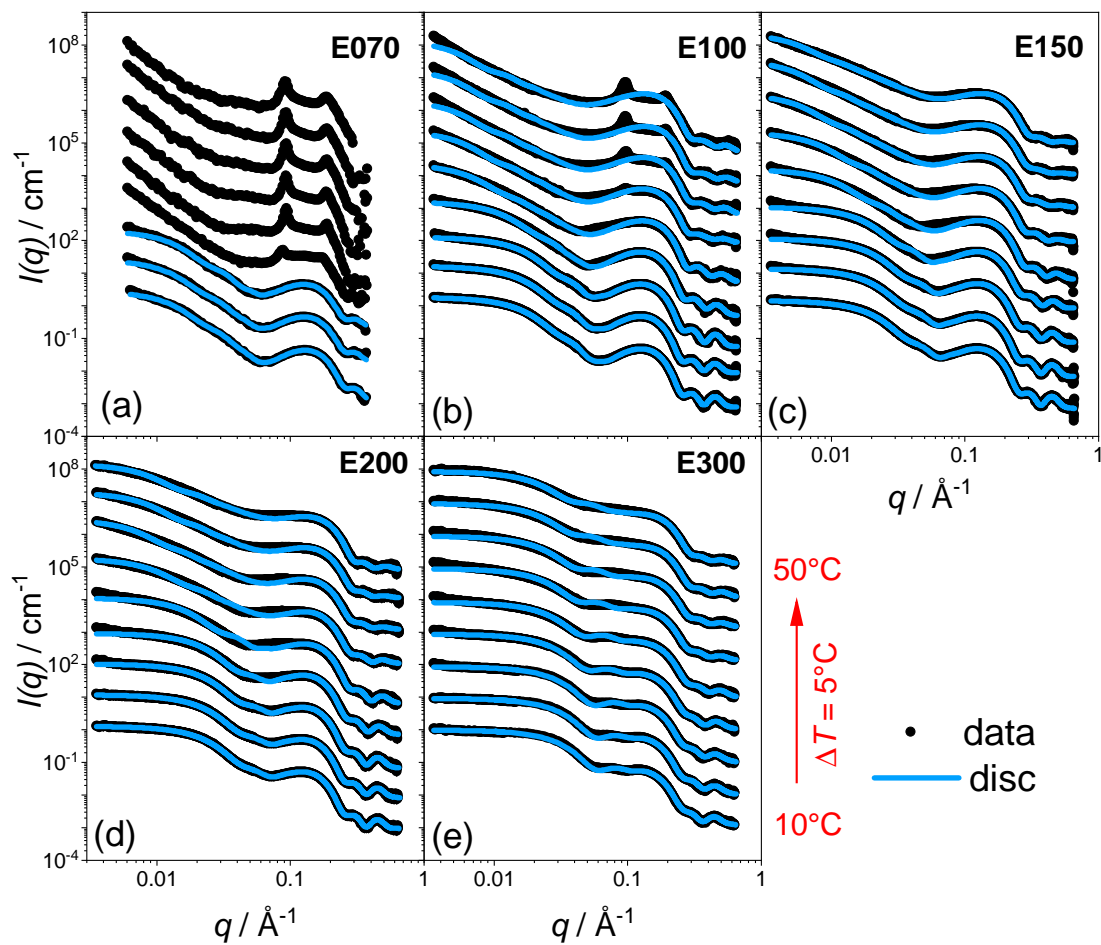 E070
E100
E150
10⁸
10⁵
10²
10⁻¹
10⁻⁴
I(q) / cm⁻¹
(a)
(b)
(c)
0.01
0.1
1
q / Å⁻¹
E200
E300
10⁸
10⁵
10²
10⁻¹
10⁻⁴
I(q) / cm⁻¹
(d)
(e)
0.01
0.1
1
0.01
0.1
1
q / Å⁻¹
q / Å⁻¹
50°C
ΔT = 5°C
10°C
data
disc